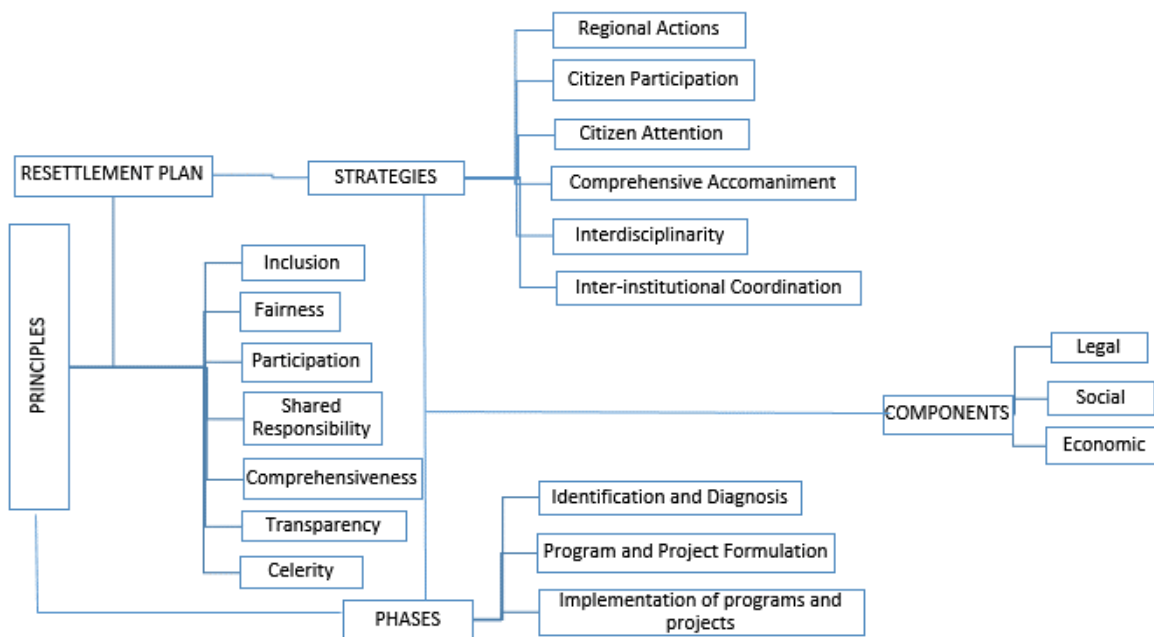 RESETTLEMENT PLAN
STRATEGIES
Regional Actions
Citizen Participation
Citizen Attention
Comprehensive Accomaniment
Interdisciplinarity
Inter-institutional Coordination
PRINCIPLES
Inclusion
Fairness
Participation
Shared
Responsibility
Comprehensiveness
Transparency
Celerity
COMPONENTS
Legal
Social
Economic
PHASES
Identification and Diagnosis
Program and Project Formulation
Implementation of programs and
projects